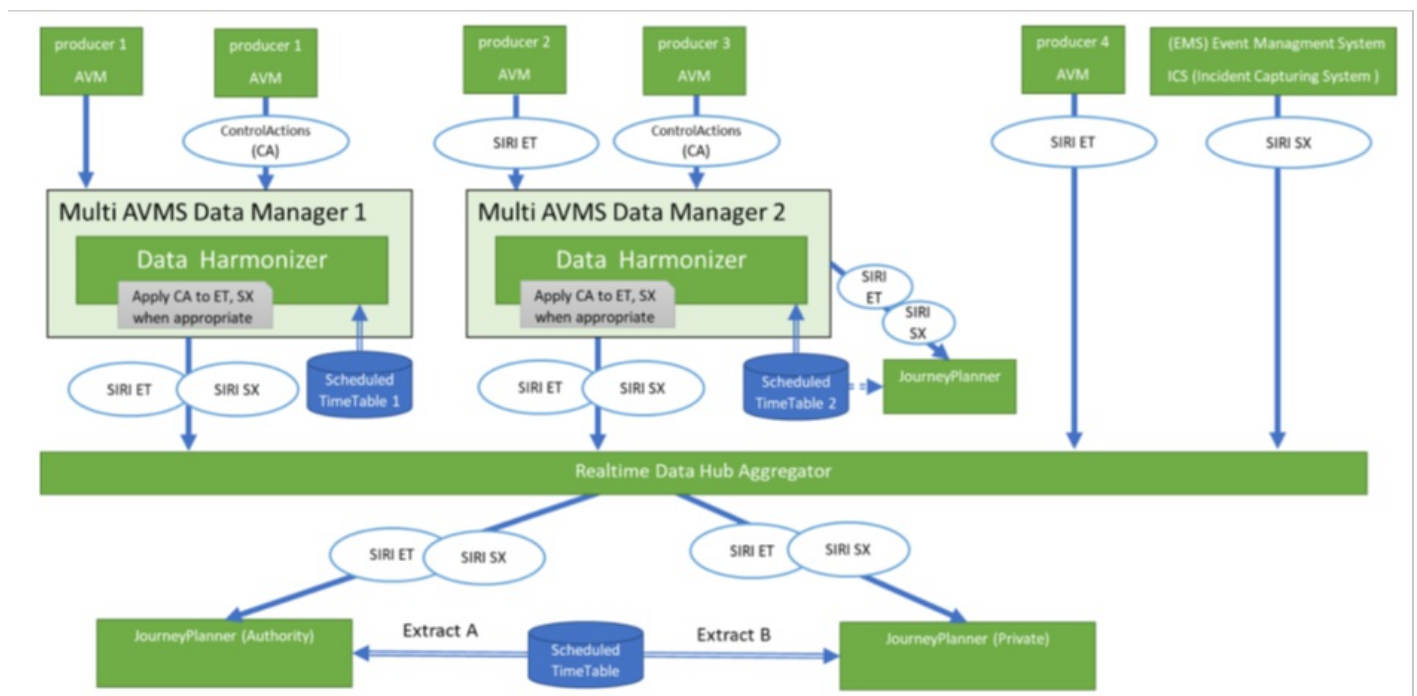 producer 1
AVM
producer 1
AVM
producer 2
AVM
producer 3
AVM
producer 4
AVM
(EMS) Event Managment System
ICS (Incident Capturing System )
ControlActions
(CA)
SIRI ET
ControlActions
(CA)
SIRI ET
SIRI SX
Multi AVMS Data Manager 1
Data Harmonizer
Apply CA to ET, SX
when appropriate
Multi AVMS Data Manager 2
Data Harmonizer
Apply CA to ET, SX
when appropriate
SIRI
ET
SIRI
SX
SIRI ET
SIRI SX
Scheduled
TimeTable 1
SIRI ET
SIRI SX
Scheduled
TimeTable 2
JourneyPlanner
Realtime Data Hub Aggregator
SIRI ET
SIRI SX
SIRI ET
SIRI SX
JourneyPlanner (Authority)
Extract A
Scheduled
TimeTable
Extract B
JourneyPlanner (Private)